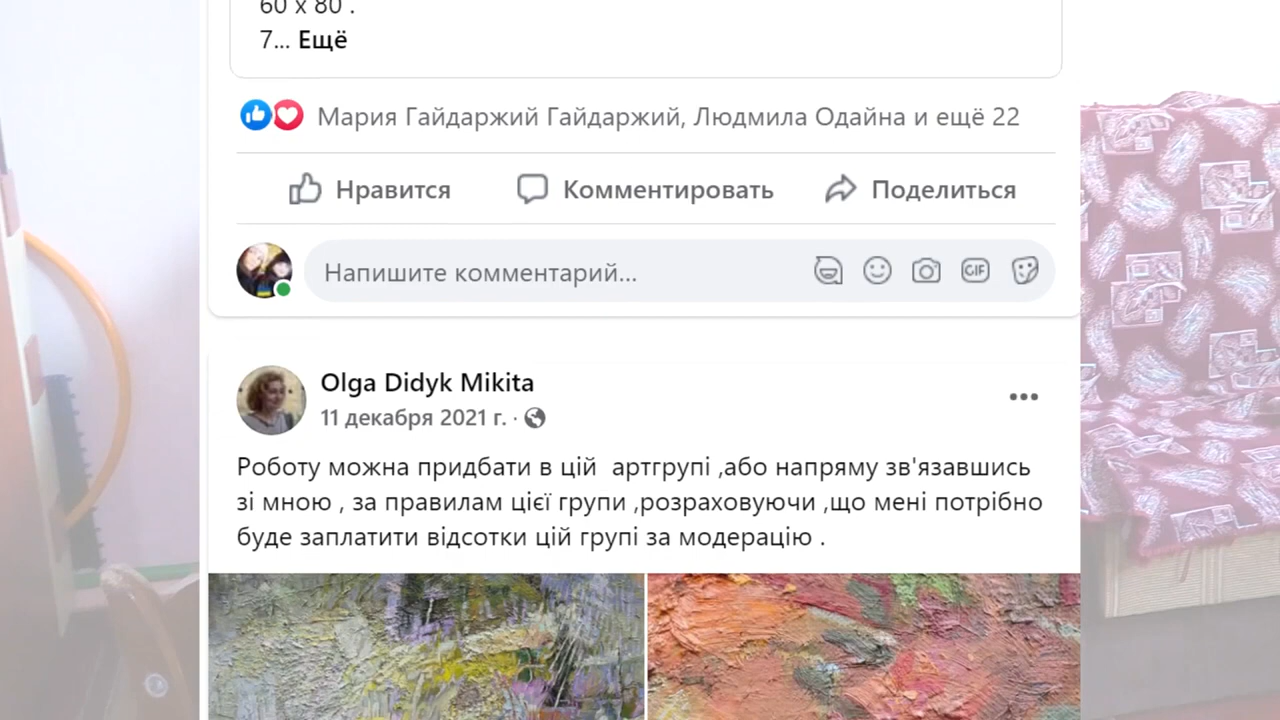 60 х 80 .
7... Ещё
Мария Гайдаржий Гайдаржий, Людмила Одайна и ещё 22
Нравится Комментировать Поделиться
Напишите комментарий...
GIF
Olga Didyk Mikita
11 декабря 2021 г. ·
Роботу можна придбати в цій артгрупі ,або напряму зв'язавшись
зі мною , за правилам цієї групи ,розраховуючи ,що мені потрібно
буде заплатити відсотки цій групі за модерацію .